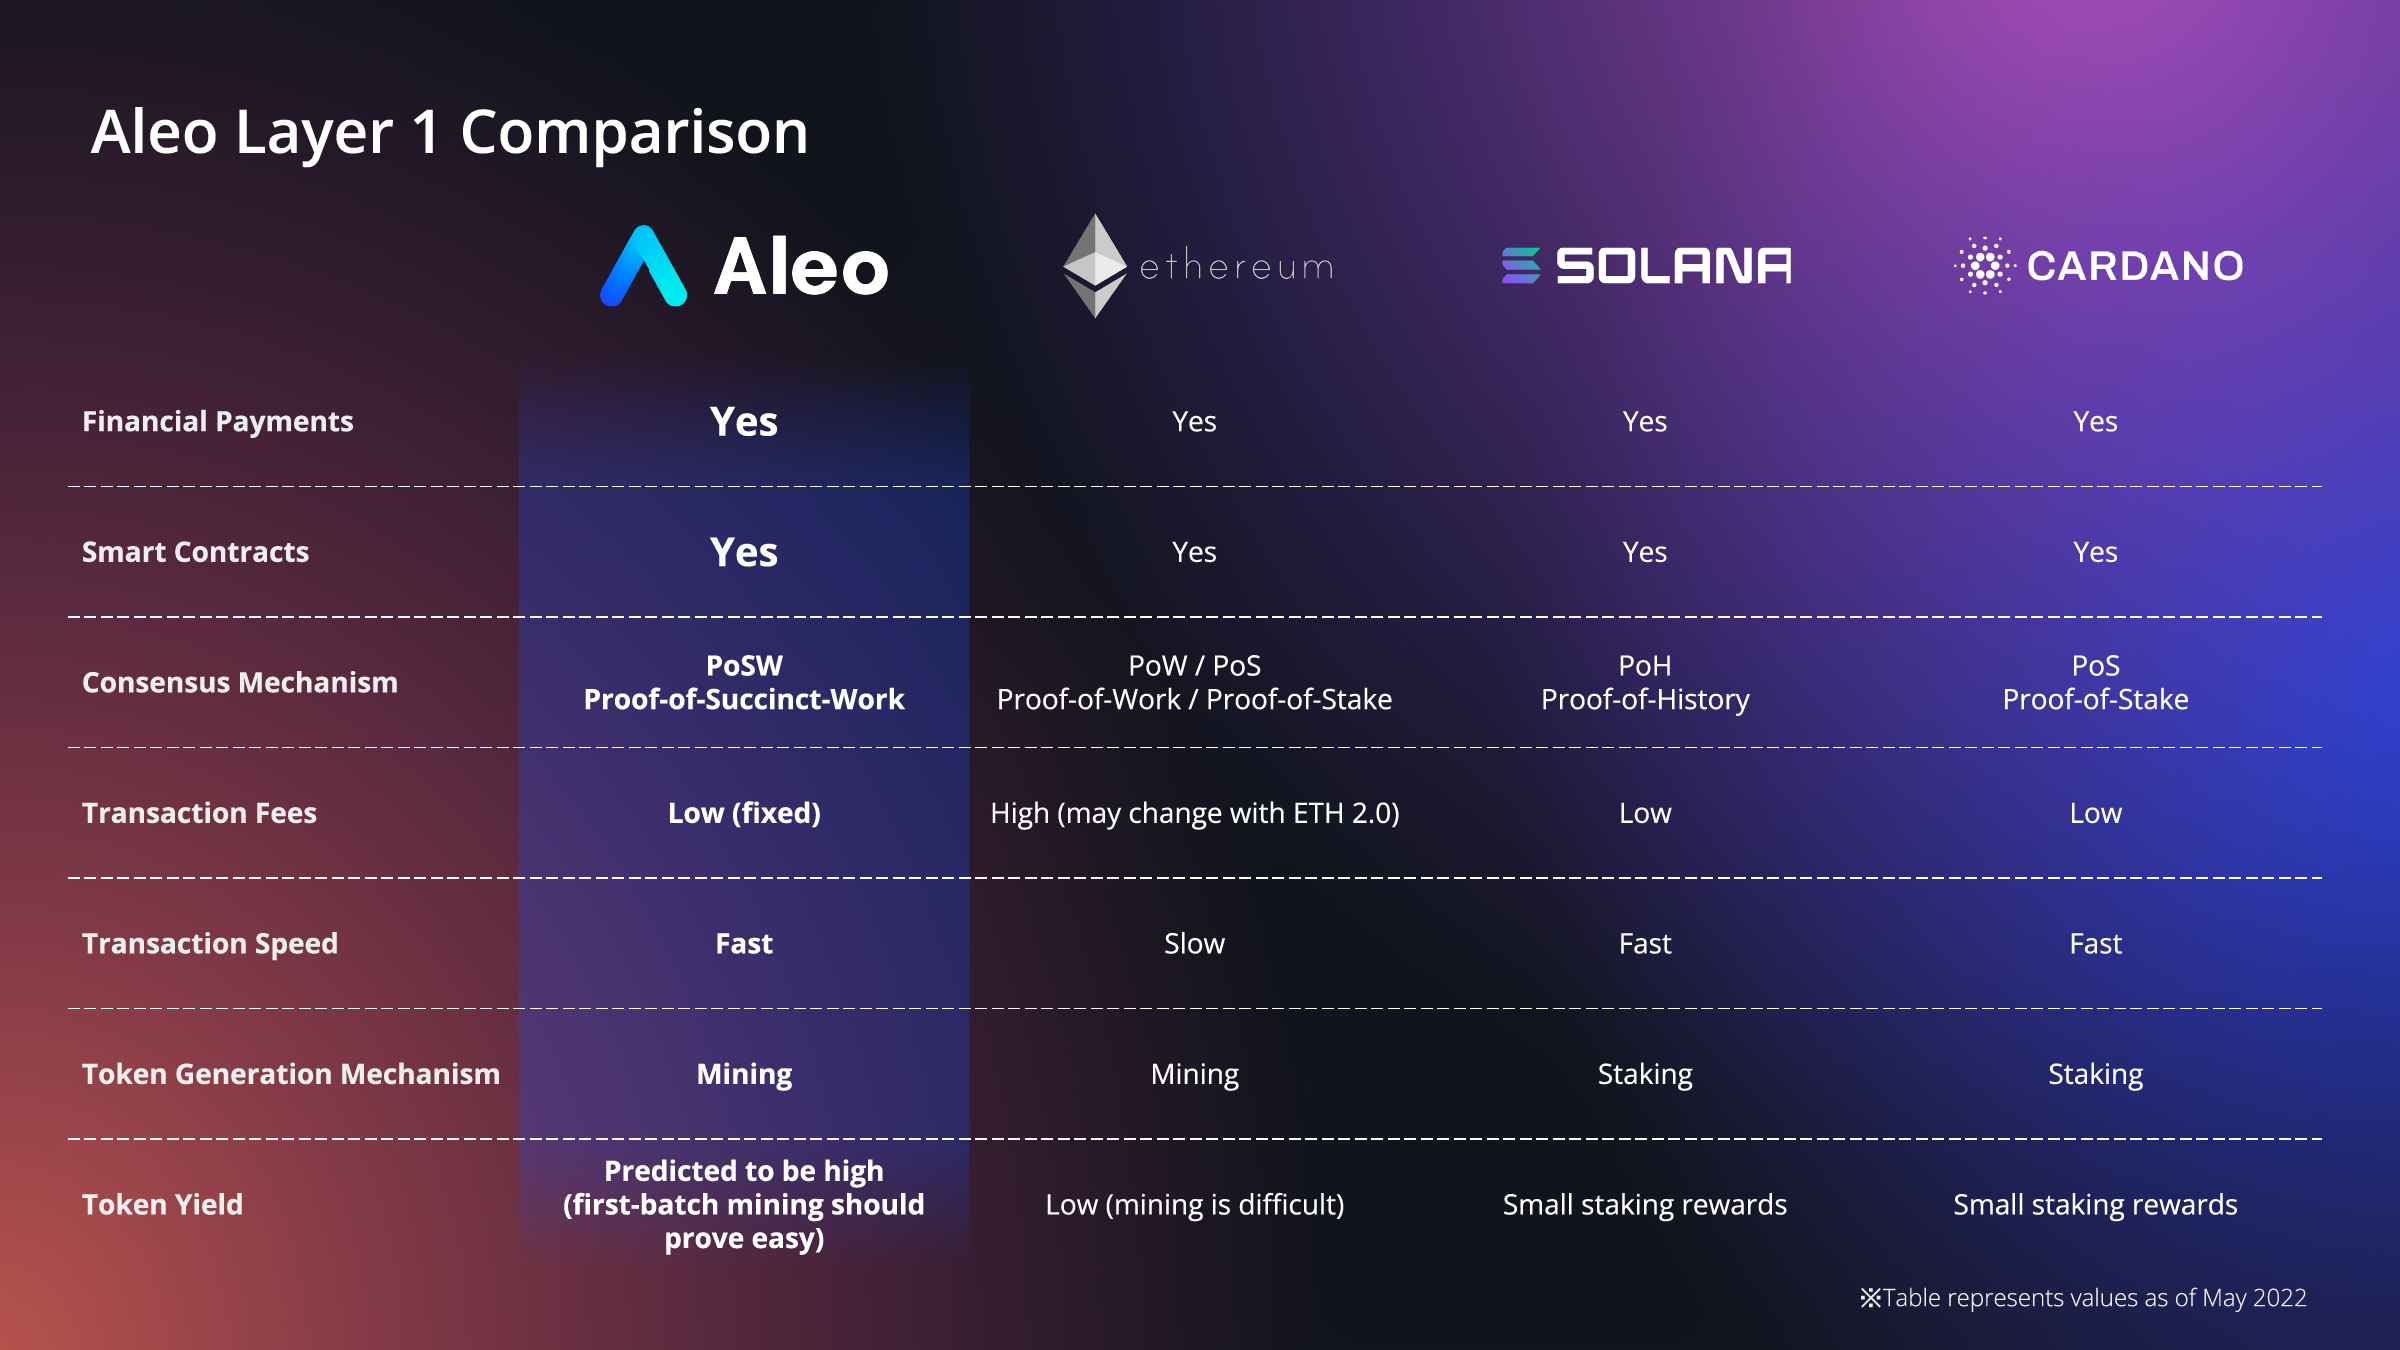 Aleo Layer 1 Comparison
Aleo
ethereum
SOLANA
CARDANO
Financial Payments
Yes
Yes
Yes
Yes
Smart Contracts
Yes
Yes
Yes
Yes
Consensus Mechanism
PoSW
Proof-of-Succinct-Work
PoW / PoS
Proof-of-Work / Proof-of-Stake
PoH
Proof-of-History
PoS
Proof-of-Stake
Transaction Fees
Low (fixed)
High (may change with ETH 2.0)
Low
Low
Transaction Speed
Fast
Slow
Fast
Fast
Token Generation Mechanism
Mining
Mining
Staking
Staking
Token Yield
Predicted to be high
(first-batch mining should
prove easy)
Low (mining is difficult)
Small staking rewards
Small staking rewards
※Table represents values as of May 2022